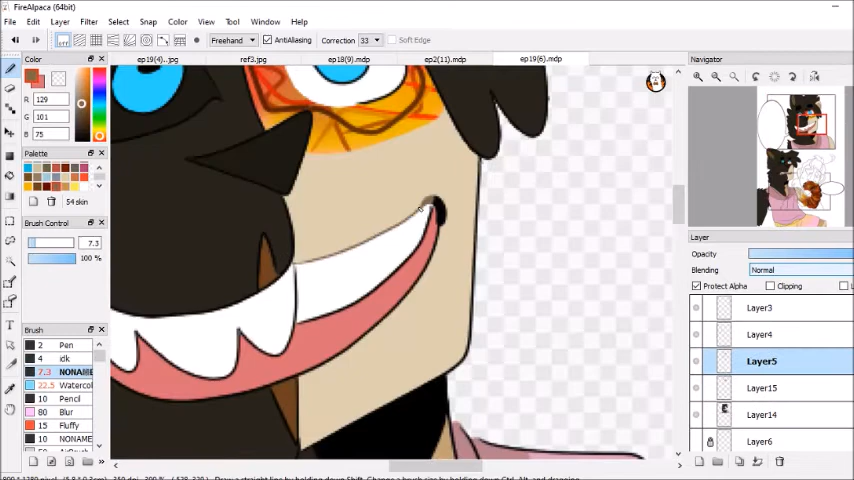 FireAlpaca (64bit)
File Edit Layer Filter Select Snap Color View Tool Window Help
Freehand AntiAliasing Correction 33 Soft Edge
Color
R 129
G 101
B 75
Palette
54 skin
Brush Control
7.3
100 %
Brush
2 Pen
4 idk
7.3 NONAME
22.5 Watercol
10 Pencil
80 Blur
15 Fluffy
10 NONAME
ep19(4)..jpg ref3.jpg ep18(9).mdp ep2(11).mdp ep19(6).mdp
Navigator
Layer
Opacity
Blending Normal
Protect Alpha Clipping
Layer3
Layer4
Layer5
Layer15
Layer14
Layer6